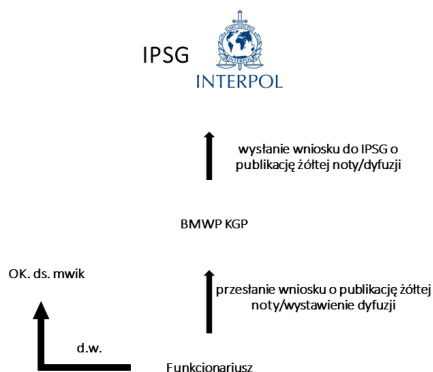 IPSG
INTERPOL
wysłanie wniosku do IPSG o
publikację żółtej noty/dyfuzji
BMWP KGP
OK. ds. mwik
przesłanie wniosku o publikację żółtej
noty/wystawienie dyfuzji
d.w.
Funkcjonariusz